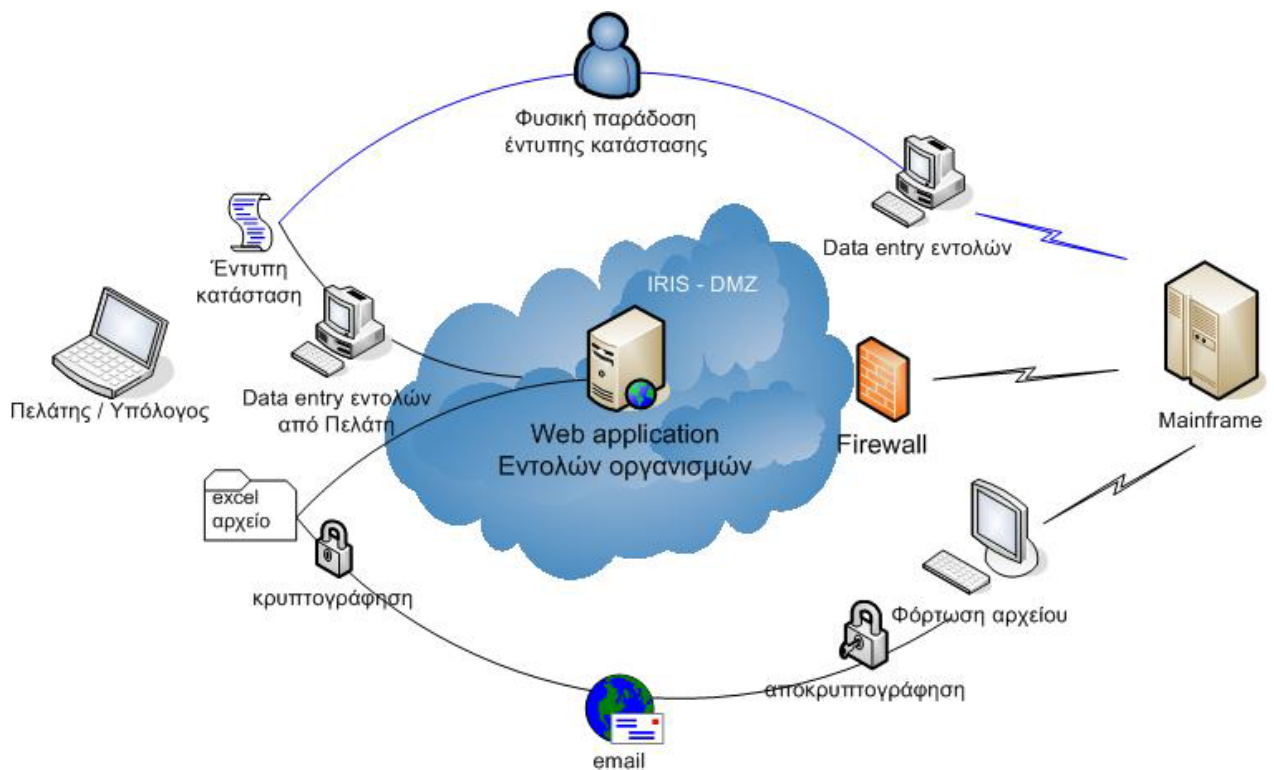 Φυσική παράδοση
έντυπης κατάστασης
Data entry εντολών
Έντυπη
κατάσταση
IRIS - DMZ
Πελάτης / Υπόλογος
Data entry εντολών
από Πελάτη
Web application
Εντολών οργανισμών
Firewall
Mainframe
excel
αρχείο
κρυπτογράφηση
Φόρτωση αρχείου
αποκρυπτογράφηση
email